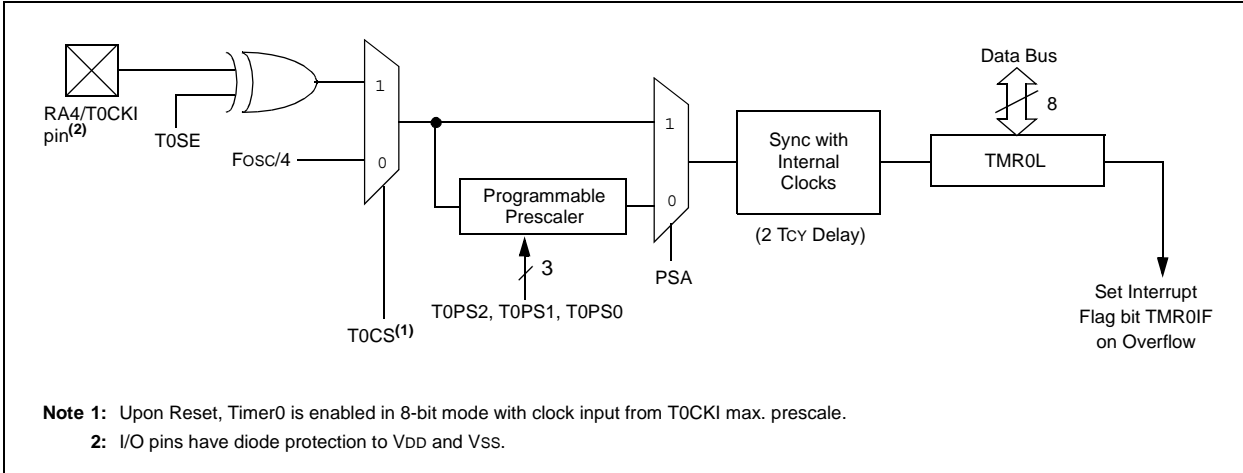 RA4/T0CKI
pin(2)
T0SE
FOSC/4
1
0
T0CS(1)
Programmable
Prescaler
3
T0PS2, T0PS1, T0PS0
1
0
PSA
Sync with
Internal
Clocks
(2 TCY Delay)
Data Bus
8
TMR0L
Set Interrupt
Flag bit TMR0IF
on Overflow
Note 1: Upon Reset, Timer0 is enabled in 8-bit mode with clock input from T0CKI max. prescale.
2: I/O pins have diode protection to VDD and VSS.